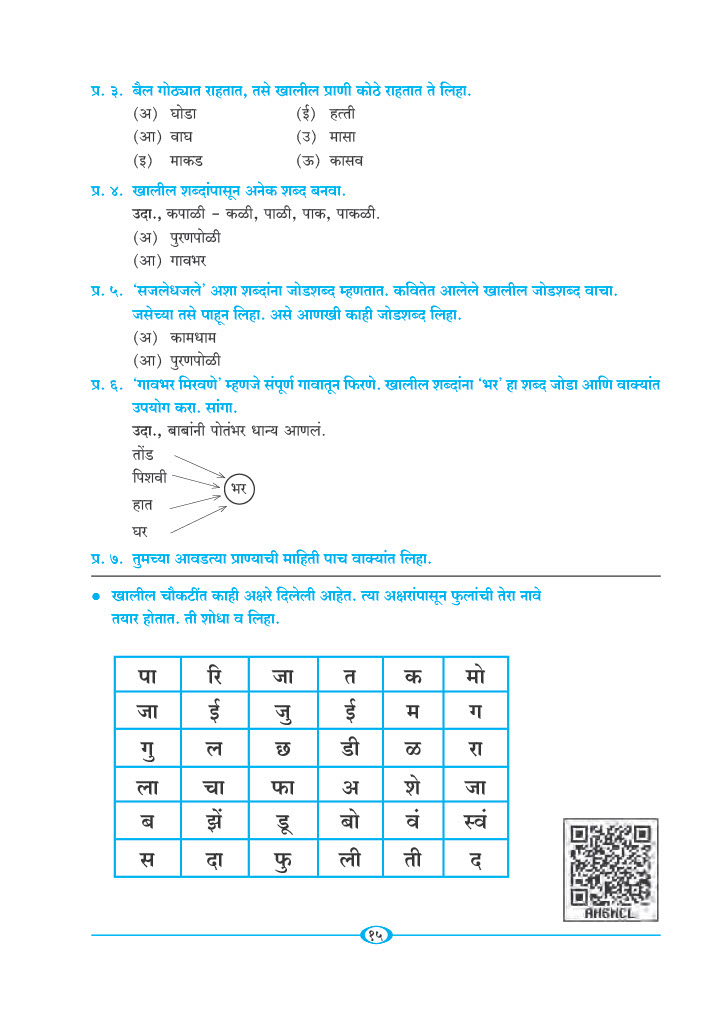 प्र. ३. बैल गोठ्यात राहतात, तसे खालील प्राणी कोठे राहतात ते लिहा.
(अ) घोडा (ई) हत्ती
(आ) वाघ (उ) मासा
(इ) माकड (ऊ) कासव
प्र. ४. खालील शब्दांपासून अनेक शब्द बनवा.
उदा., कपाळी – कळी, पाळी, पाक, पाकळी.
(अ) पुरणपोळी
(आ) गावभर
प्र. ५. ‘सजलेधजले’ अशा शब्दांना जोडशब्द म्हणतात. कवितेत आलेले खालील जोडशब्द वाचा.
जसेच्या तसे पाहून लिहा. असे आणखी काही जोडशब्द लिहा.
(अ) कामधाम
(आ) पुरणपोळी
प्र. ६. ‘गावभर मिरवणे’ म्हणजे संपूर्ण गावातून फिरणे. खालील शब्दांना ‘भर’ हा शब्द जोडा आणि वाक्यांत
उपयोग करा. सांगा.
उदा., बाबांनी पोतंभर धान्य आणलं.
तोंड
पिशवी
भर
हात
घर
प्र. ७. तुमच्या आवडत्या प्राण्याची माहिती पाच वाक्यांत लिहा.
● खालील चौकटींत काही अक्षरे दिलेली आहेत. त्या अक्षरांपासून फुलांची तेरा नावे
तयार होतात. ती शोधा व लिहा.
पा रि जा त क मो
जा ई जु ई म ग
गु ल छ डी ळ रा
ला चा फा अ शे जा
ब झें डू बो वं स्वं
स दा फु ली ती द
AH6WCL
१५